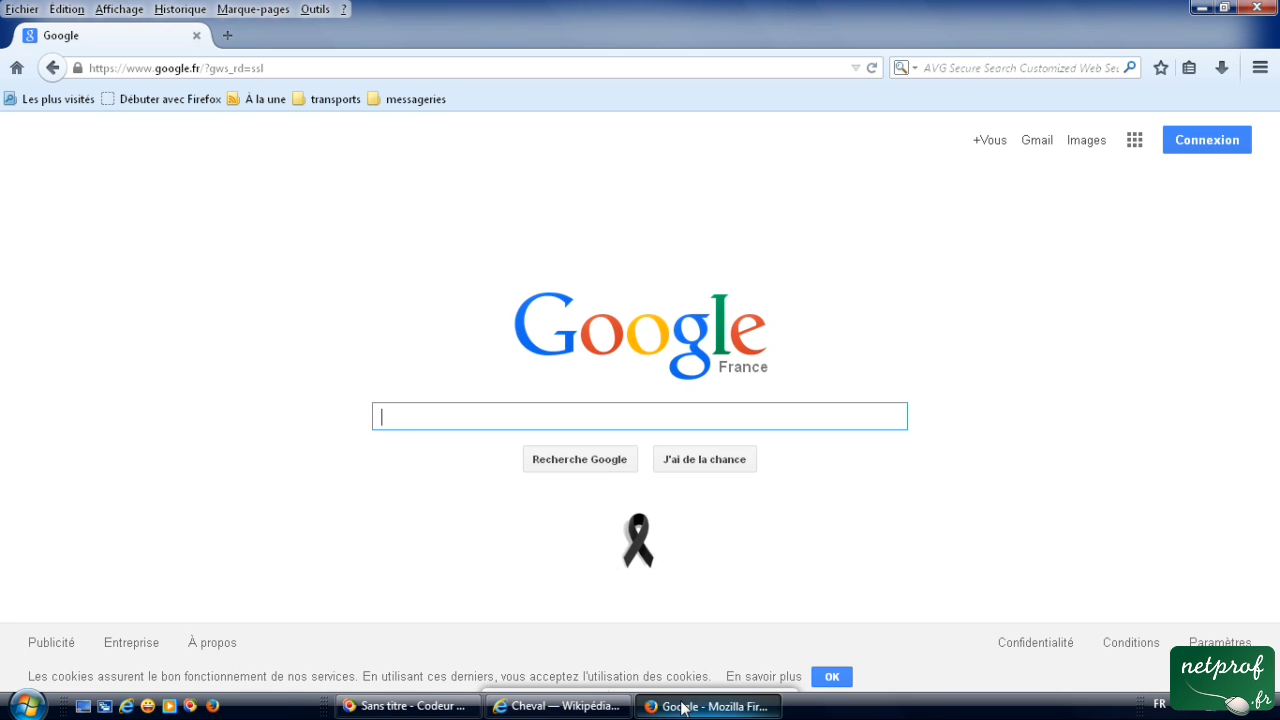 Fichier Édition Affichage Historique Marque-pages Outils ?
Google
https://www.google.fr/?gws_rd=ssl
AVG Secure Search Customized Web Sec
Les plus visités Débuter avec Firefox À la une transports messageries
+Vous Gmail Images Connexion
Google
France
Recherche Google J'ai de la chance
Publicité Entreprise À propos Confidentialité Conditions Paramètres
Les cookies assurent le bon fonctionnement de nos services. En utilisant ces derniers, vous acceptez l'utilisation des cookies. En savoir plus OK
netprof
.fr
Sans titre - Codeur ... Cheval — Wikipédia... Google - Mozilla Fir... FR